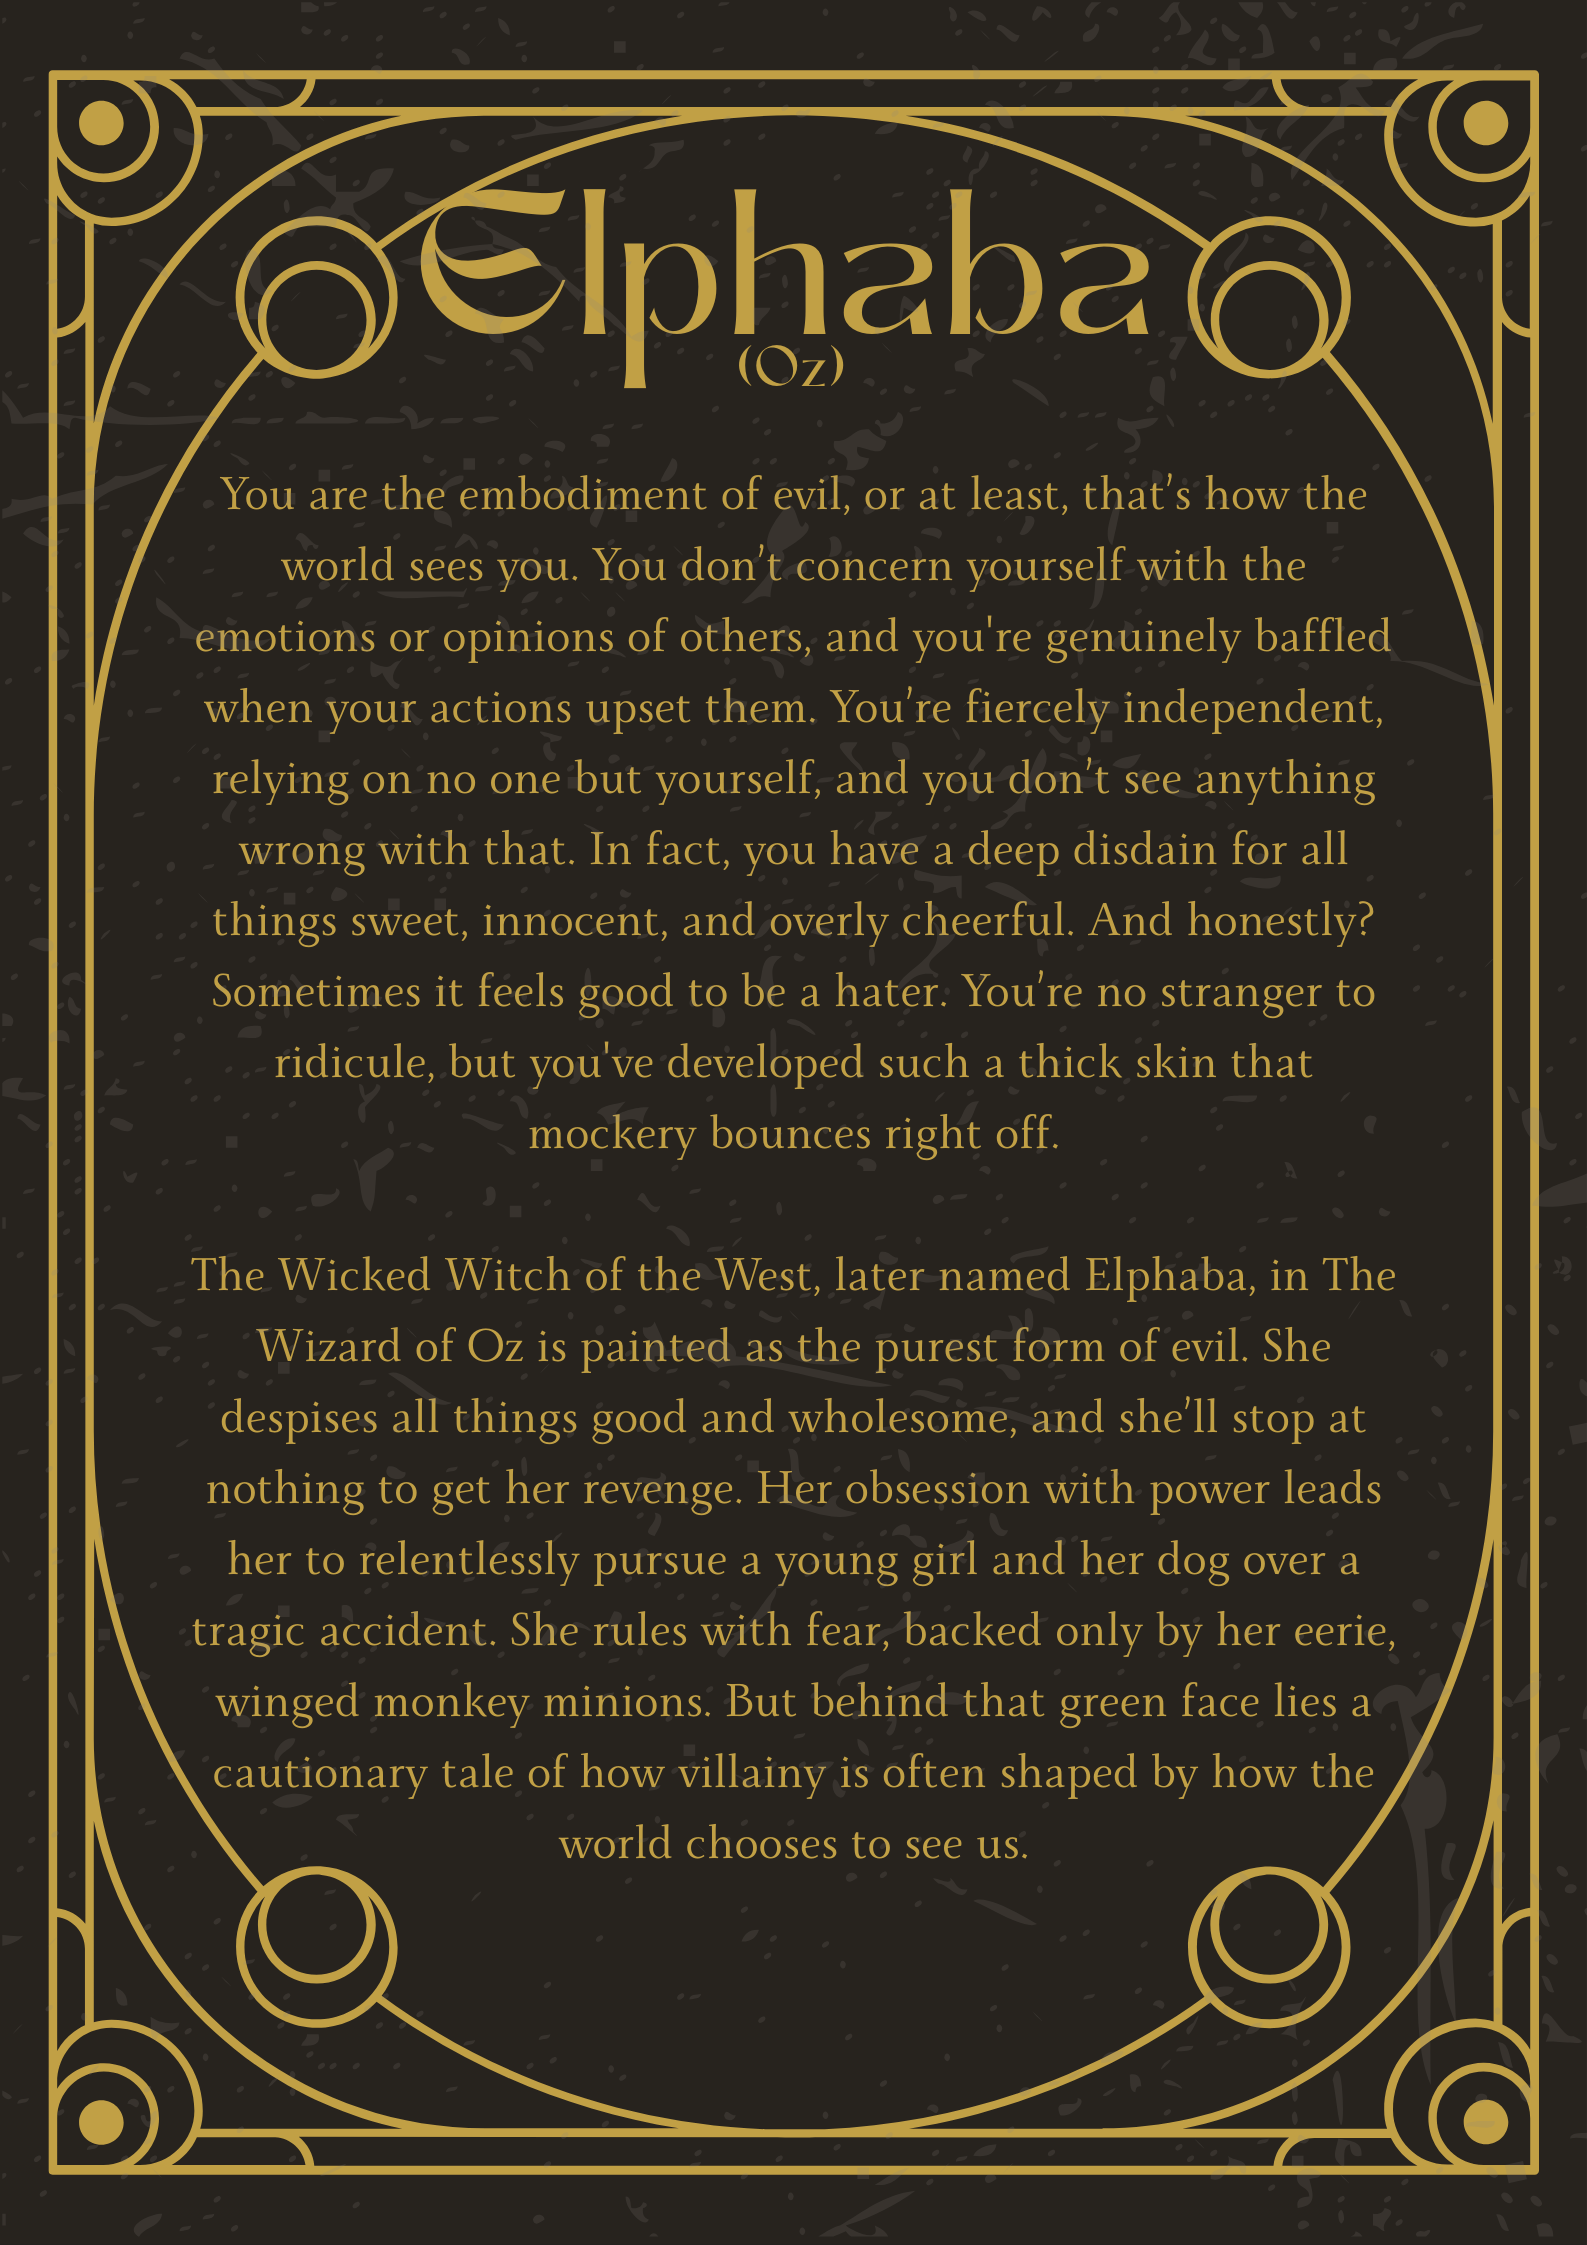 Elphaba
(Oz)
You are the embodiment of evil, or at least, that’s how the
world sees you. You don’t concern yourself with the
emotions or opinions of others, and you're genuinely baffled
when your actions upset them. You’re fiercely independent,
relying on no one but yourself, and you don’t see anything
wrong with that. In fact, you have a deep disdain for all
things sweet, innocent, and overly cheerful. And honestly?
Sometimes it feels good to be a hater. You’re no stranger to
ridicule, but you've developed such a thick skin that
mockery bounces right off.
The Wicked Witch of the West, later named Elphaba, in The
Wizard of Oz is painted as the purest form of evil. She
despises all things good and wholesome, and she’ll stop at
nothing to get her revenge. Her obsession with power leads
her to relentlessly pursue a young girl and her dog over a
tragic accident. She rules with fear, backed only by her eerie,
winged monkey minions. But behind that green face lies a
cautionary tale of how villainy is often shaped by how the
world chooses to see us.